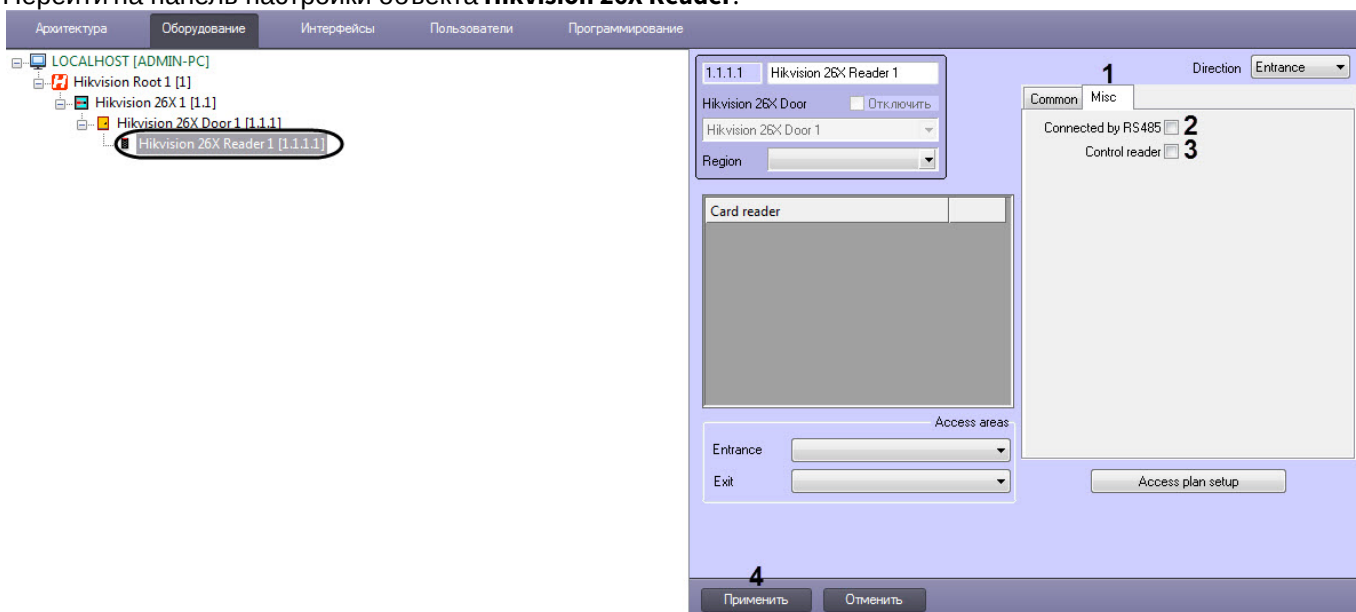 Перейти на панель настройки объекта Hikvision 26X Reader.
Архитектура Оборудование Интерфейсы Пользователи Программирование
LOCALHOST [ADMIN-PC]
Hikvision Root 1 [1]
Hikvision 26X 1 [1.1]
Hikvision 26X Door 1 [1.1.1]
Hikvision 26X Reader 1 [1.1.1.1]
1.1.1.1 Hikvision 26X Reader 1
Hikvision 26X Door Отключить
Hikvision 26X Door 1
Region
Card reader
Access areas
Entrance
Exit
1 Direction Entrance
Common Misc
Connected by RS485 2
Control reader 3
Access plan setup
4
Применить Отменить